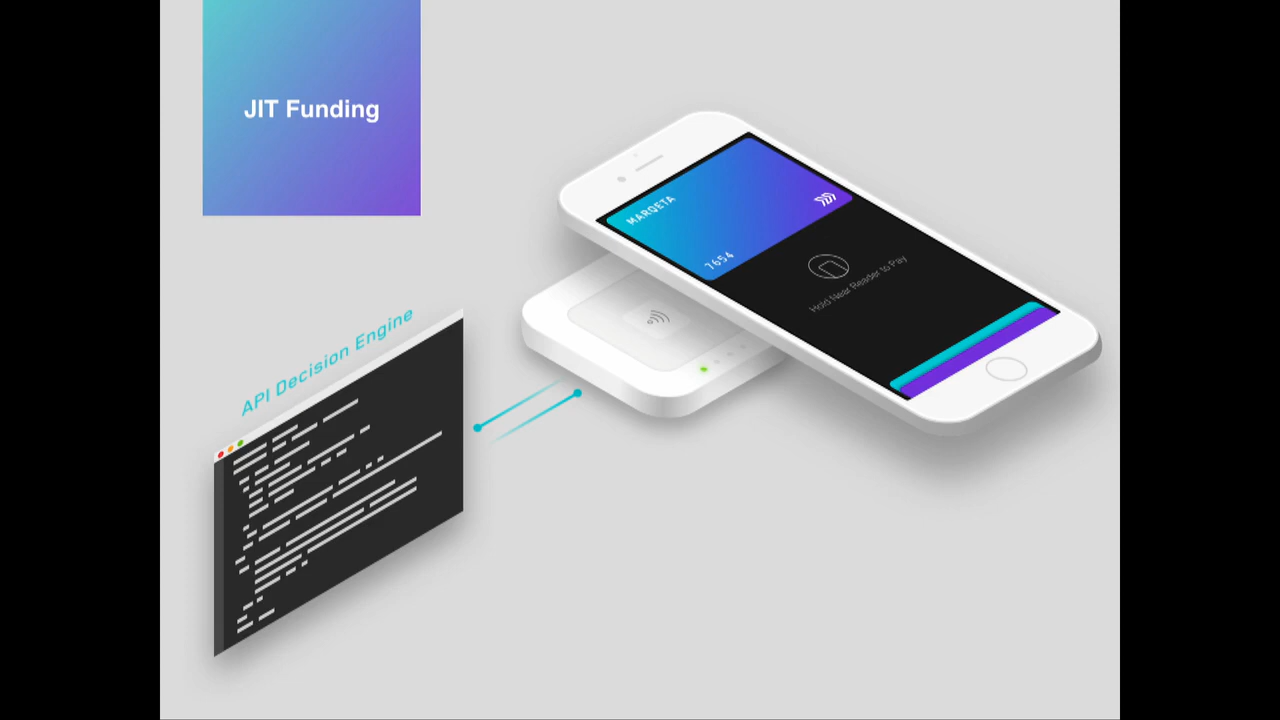 JIT Funding
MARQETA
7654
Hold Near Reader to Pay
API Decision Engine